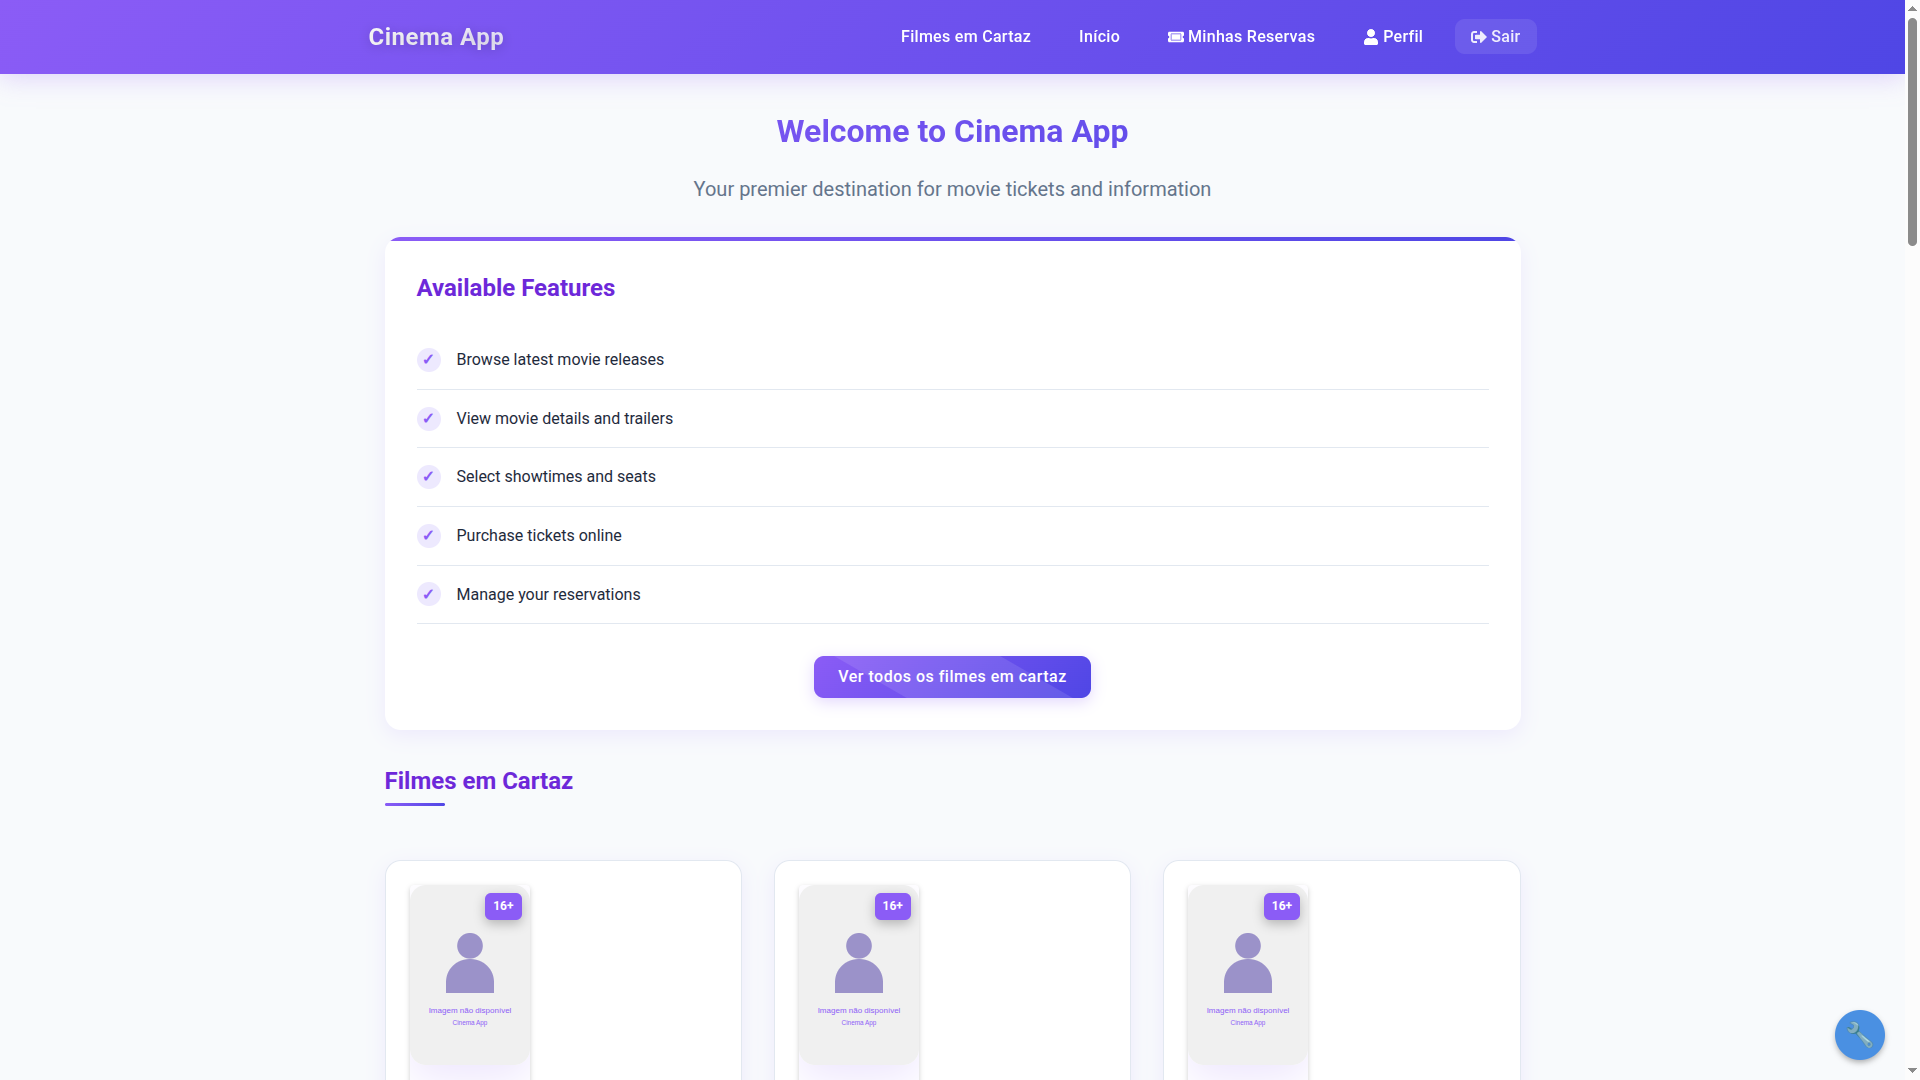 Cinema App
Filmes em Cartaz
Início
Minhas Reservas
Perfil
Sair
Welcome to Cinema App
Your premier destination for movie tickets and information
Available Features
✓ Browse latest movie releases
✓ View movie details and trailers
✓ Select showtimes and seats
✓ Purchase tickets online
✓ Manage your reservations
Ver todos os filmes em cartaz
Filmes em Cartaz
16+
Imagem não disponível
Cinema App
16+
Imagem não disponível
Cinema App
16+
Imagem não disponível
Cinema App